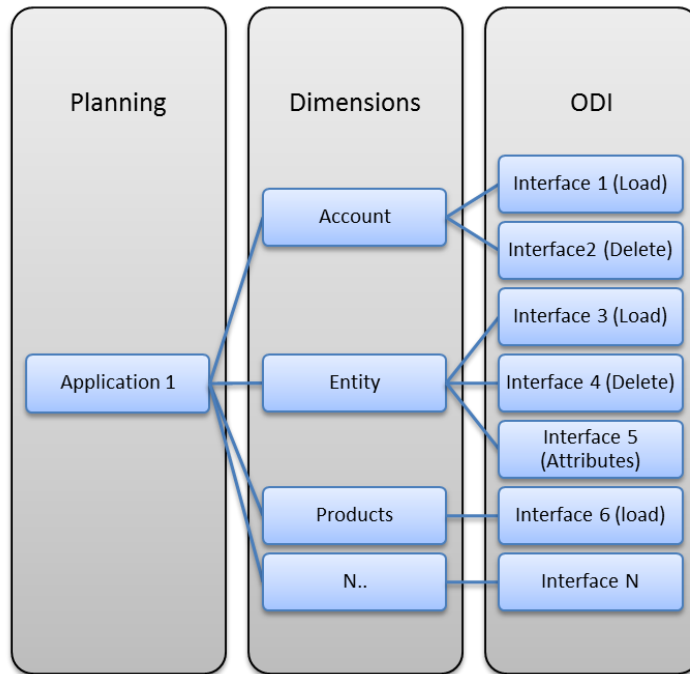 Planning
Dimensions
ODI
Application 1
Account
Entity
Products
N..
Interface 1 (Load)
Interface2 (Delete)
Interface 3 (Load)
Interface 4 (Delete)
Interface 5
(Attributes)
Interface 6 (load)
Interface N